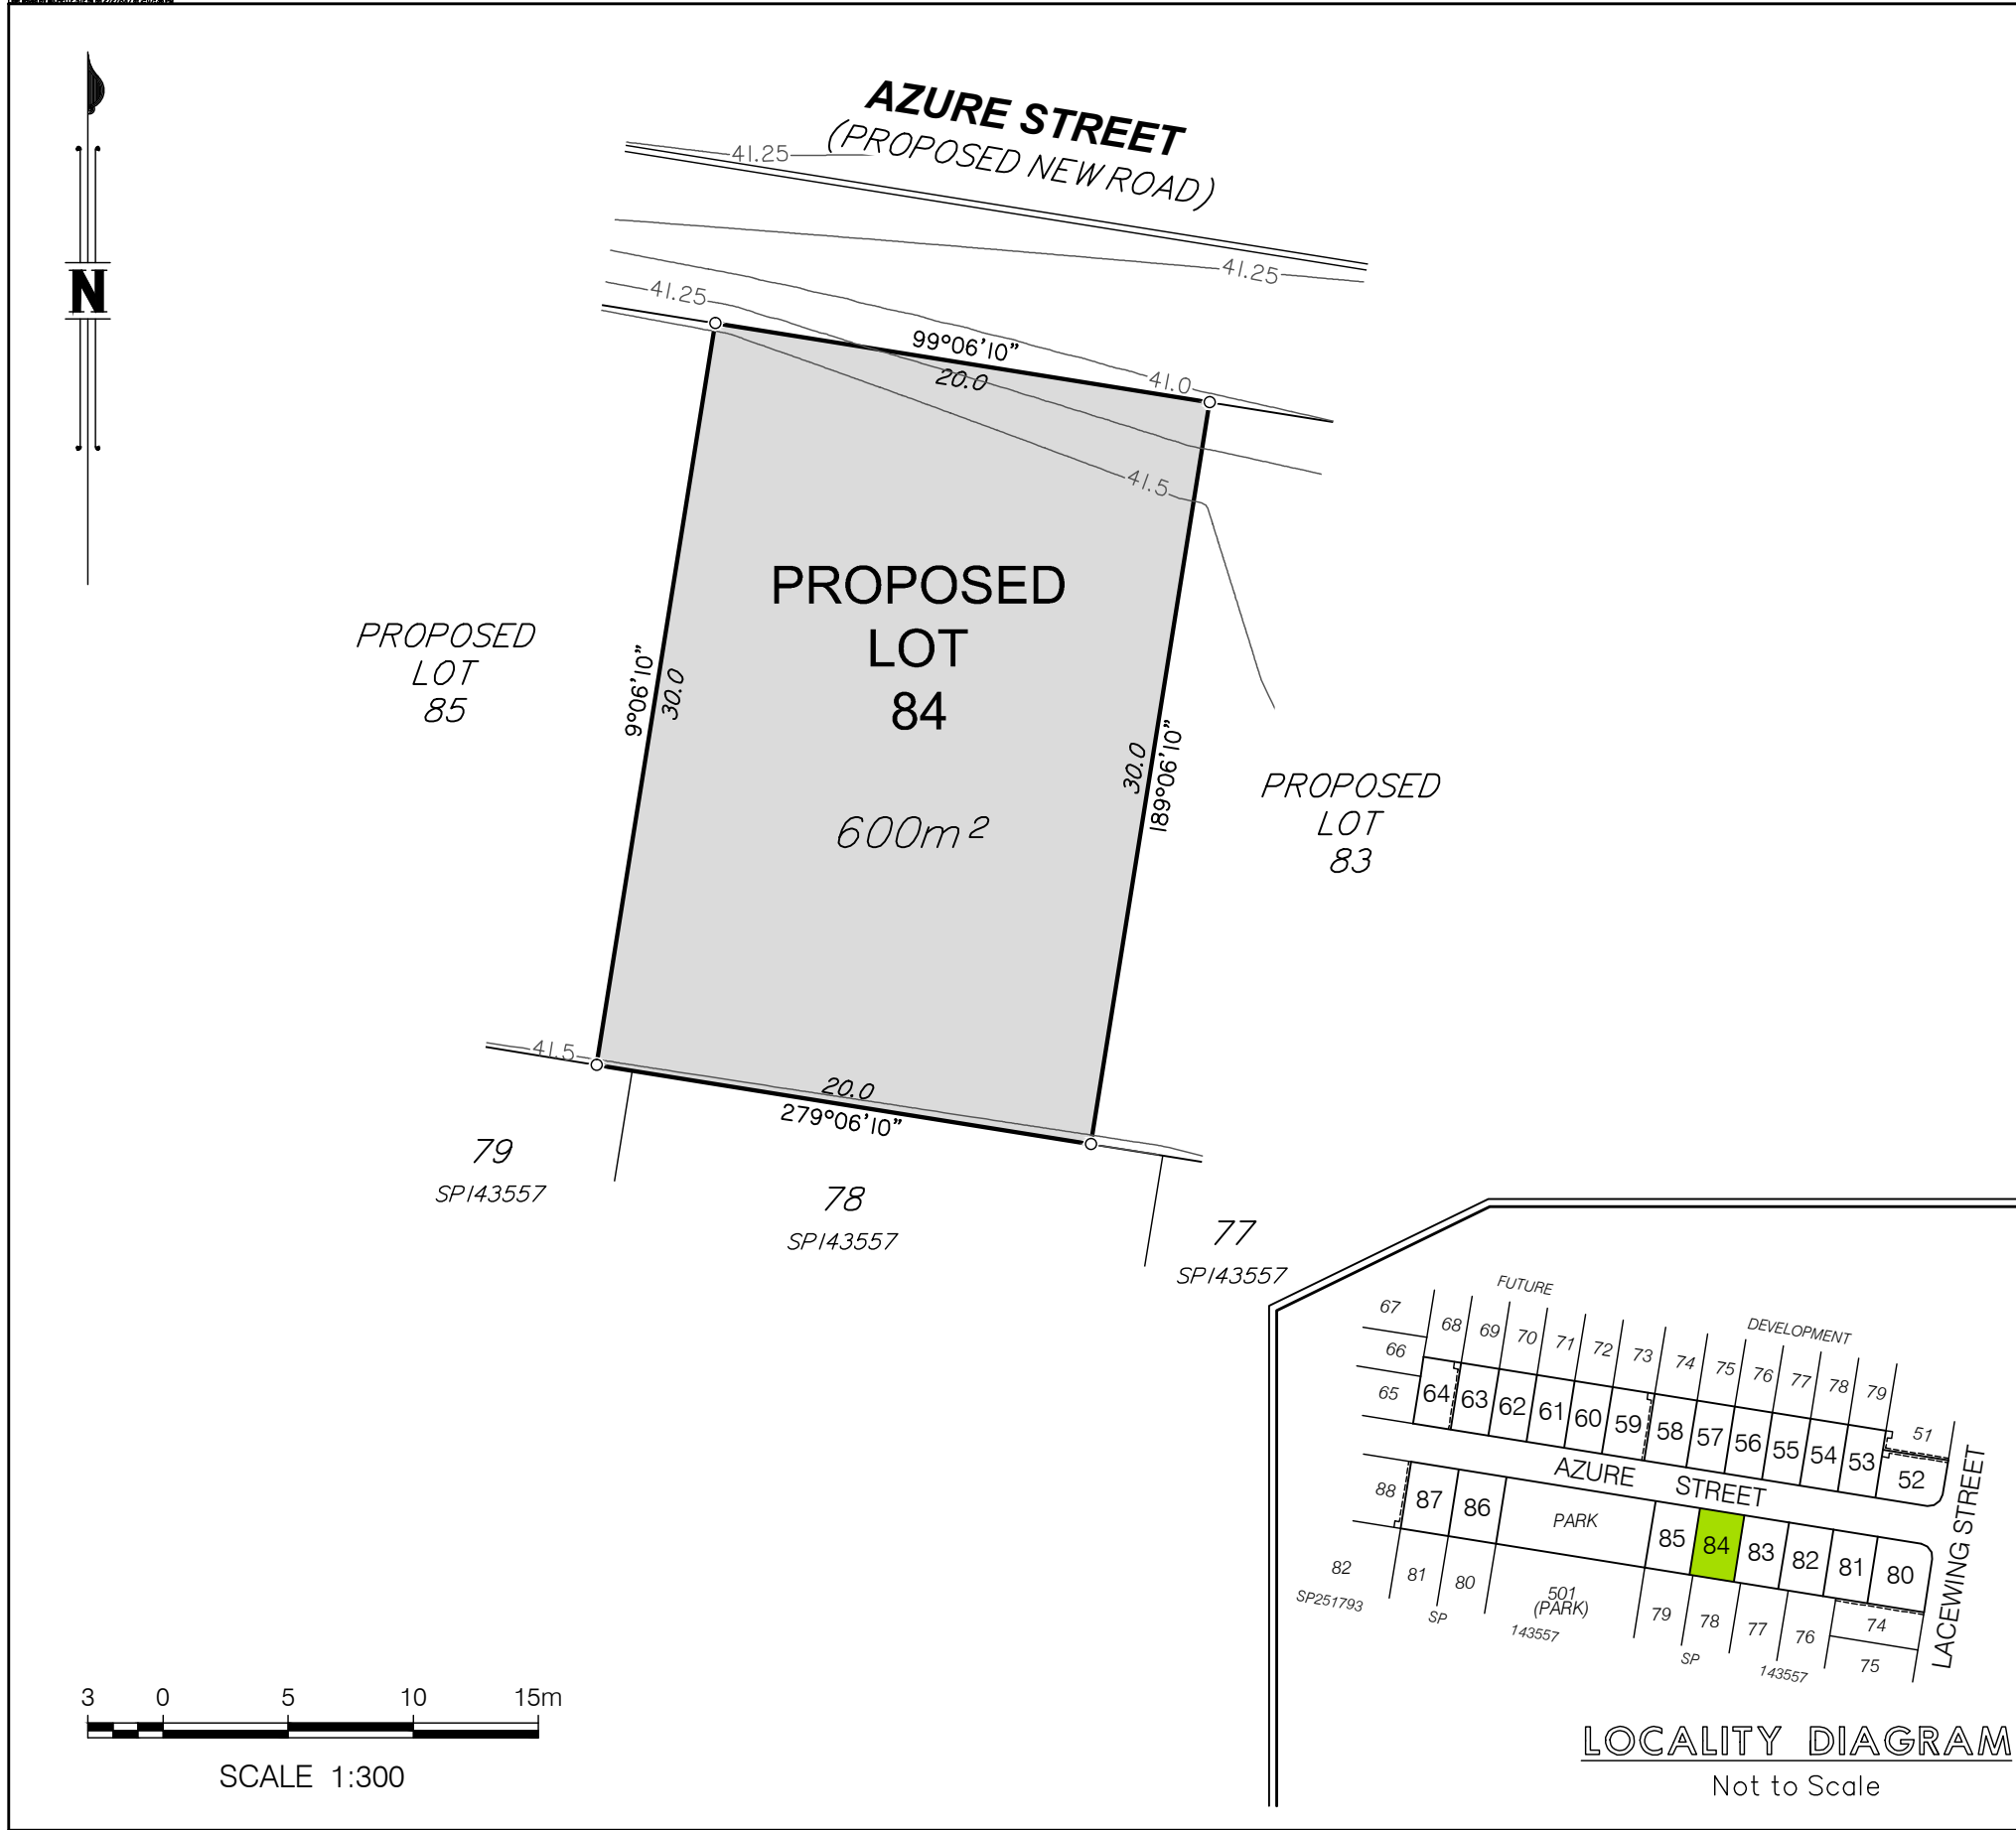 AZURE STREET
(PROPOSED NEW ROAD)
41.25
41.25
41.25
N
99°06'10"
20.0
41.0
41.5
PROPOSED
LOT
84
600m²
PROPOSED
LOT
85
9°06'10"
30.0
30.0
189°06'10"
PROPOSED
LOT
83
41.5
20.0
279°06'10"
79
SP143557
78
SP143557
77
SP143557
FUTURE
DEVELOPMENT
67
68 69 70 71 72 73 74 75 76 77 78 79
66
65
64 63 62 61 60 59 58 57 56 55 54 53
51
52
AZURE STREET
LACEWING STREET
88 87 86 PARK 85 84 83 82 81 80
82
SP251793
81 80
SP
501
(PARK)
143557
79 78 77 76
74
75
SP 143557
LOCALITY DIAGRAM
Not to Scale
3 0 5 10 15m
SCALE 1:300